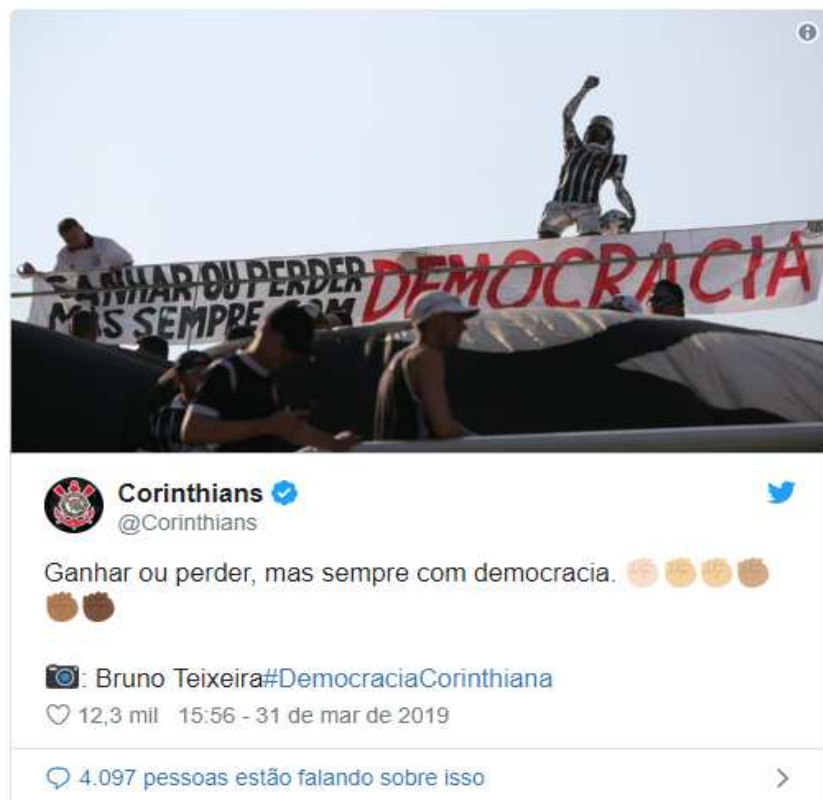 GANHAR OU PERDER
MAS SEMPRE COM
DEMOCRACIA
Corinthians
@Corinthians
Ganhar ou perder, mas sempre com democracia. ✊🏻✊🏼✊🏼✊🏽
✊🏾✊🏿
📷: Bruno Teixeira#DemocraciaCorinthiana
♡ 12,3 mil 15:56 - 31 de mar de 2019
4.097 pessoas estão falando sobre isso